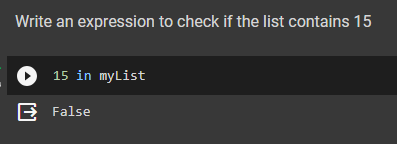 Write an expression to check if the list contains 15
15 in myList
False